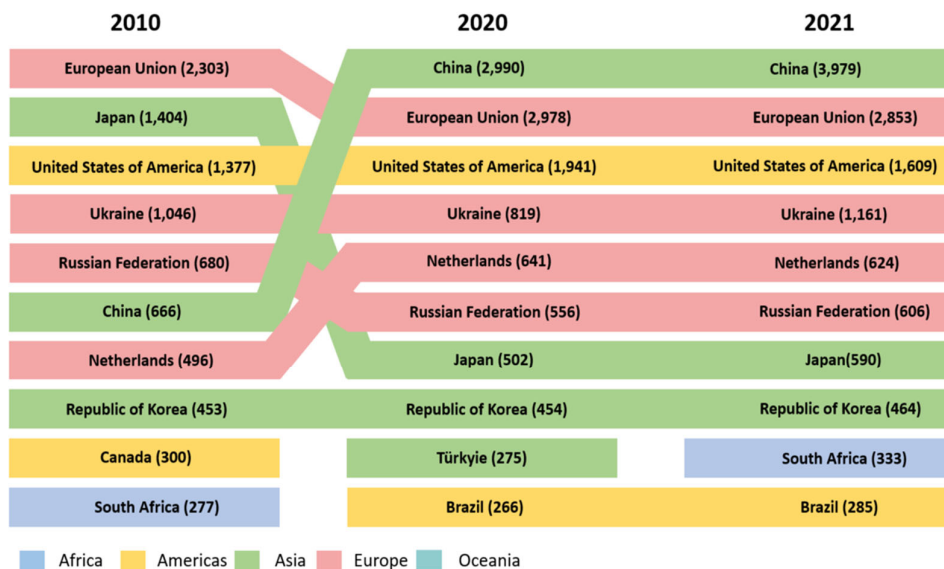 2010 2020 2021
European Union (2,303) China (2,990) China (3,979)
Japan (1,404) European Union (2,978) European Union (2,853)
United States of America (1,377) United States of America (1,941) United States of America (1,609)
Ukraine (1,046) Ukraine (819) Ukraine (1,161)
Russian Federation (680) Netherlands (641) Netherlands (624)
China (666) Russian Federation (556) Russian Federation (606)
Netherlands (496) Japan (502) Japan(590)
Republic of Korea (453) Republic of Korea (454) Republic of Korea (464)
Canada (300) Türkyie (275) South Africa (333)
South Africa (277) Brazil (266) Brazil (285)
Africa Americas Asia Europe Oceania